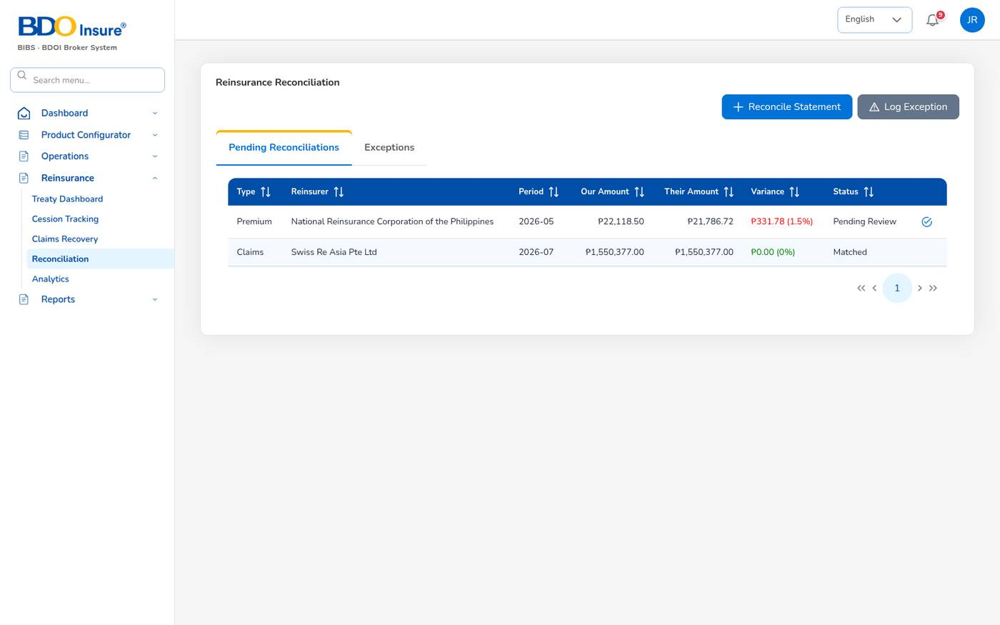 BDO Insure®
BIBS · BDOI Broker System
Search menu...
Dashboard
Product Configurator
Operations
Reinsurance
Treaty Dashboard
Cession Tracking
Claims Recovery
Reconciliation
Analytics
Reports
English
9
JR
Reinsurance Reconciliation
Reconcile Statement
Log Exception
Pending Reconciliations
Exceptions
Type Reinsurer Period Our Amount Their Amount Variance Status
Premium National Reinsurance Corporation of the Philippines 2026-05 ₱22,118.50 ₱21,786.72 ₱331.78 (1.5%) Pending Review
Claims Swiss Re Asia Pte Ltd 2026-07 ₱1,550,377.00 ₱1,550,377.00 ₱0.00 (0%) Matched
1